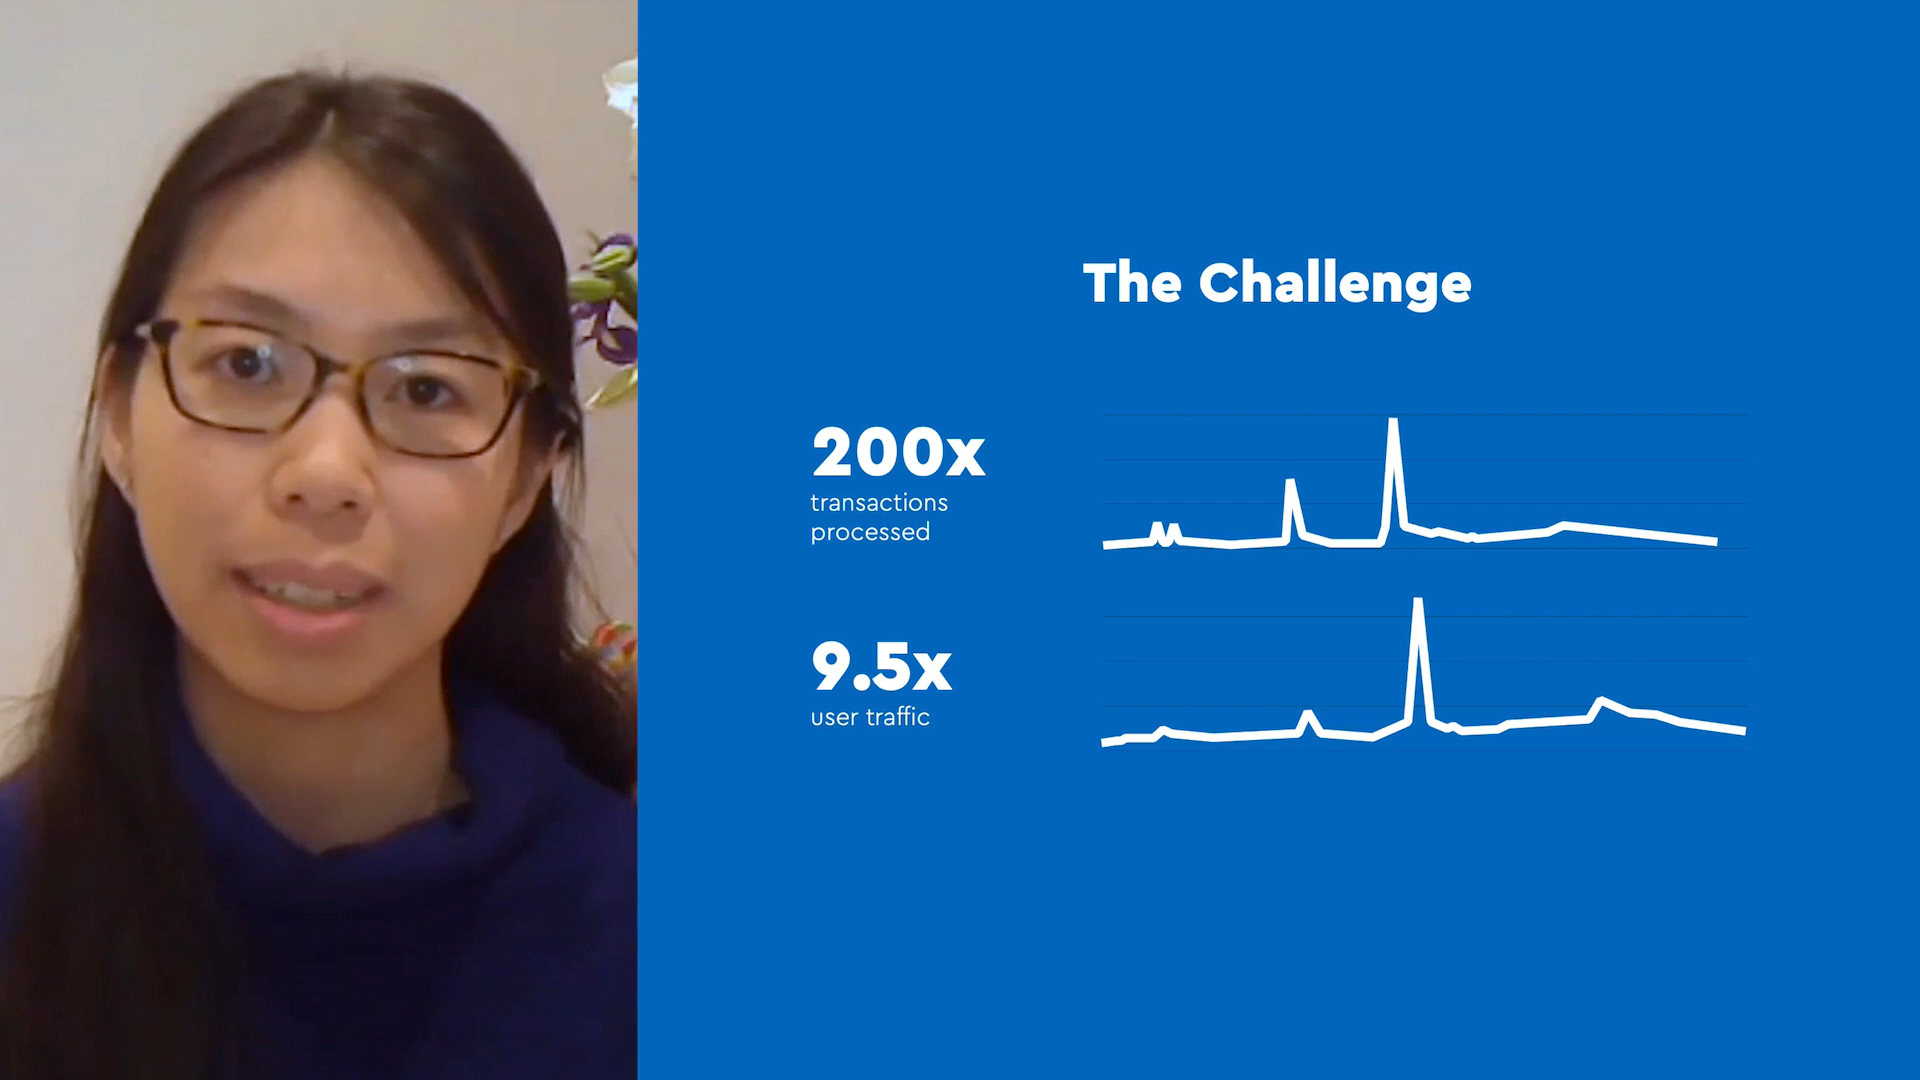 The Challenge
200x
transactions
processed
9.5x
user traffic